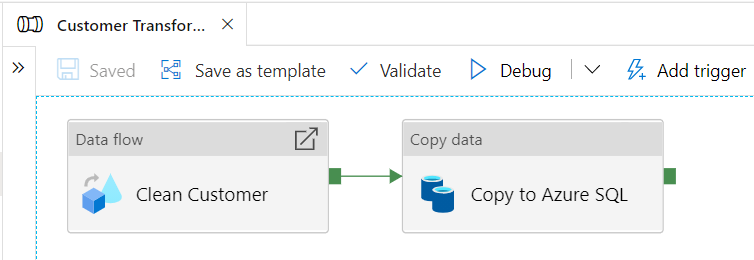 Customer Transfor...
Saved Save as template Validate Debug Add trigger
Data flow Copy data
Clean Customer Copy to Azure SQL